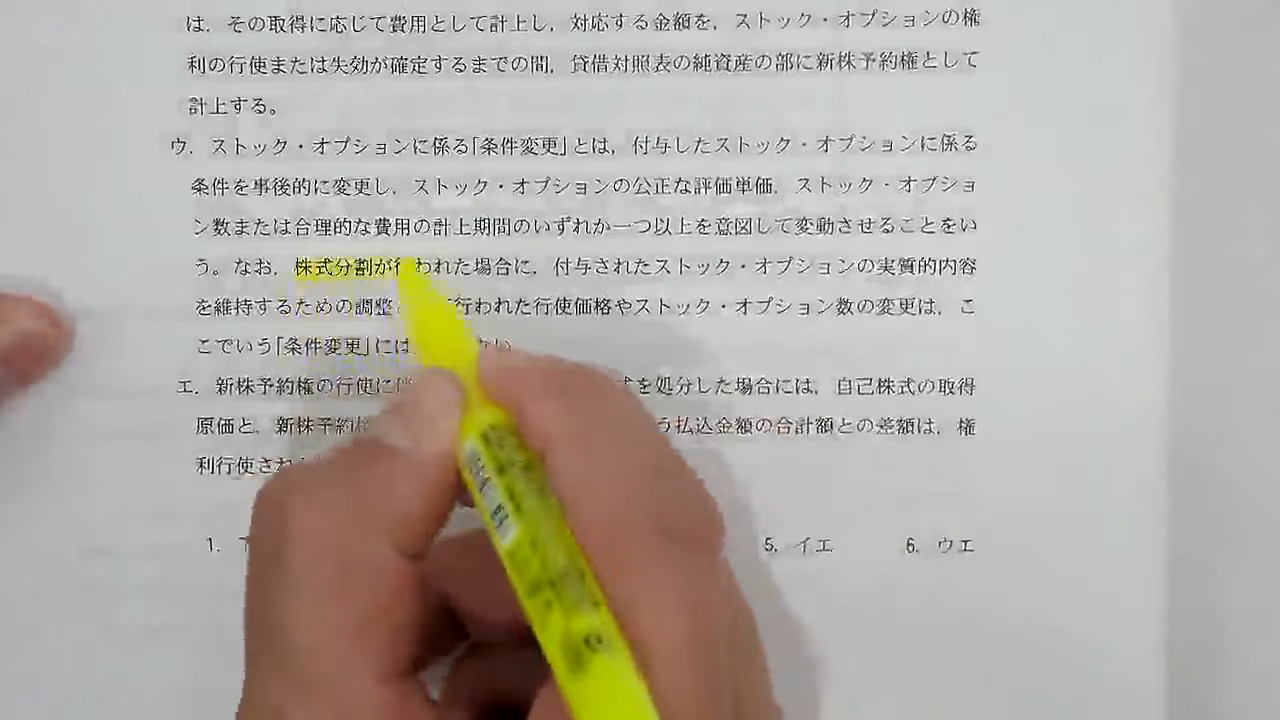 は，その取得に応じて費用として計上し，対応する金額を，ストック・オプションの権
利の行使または失効が確定するまでの間，貸借対照表の純資産の部に新株予約権として
計上する。
ウ．ストック・オプションに係る「条件変更」とは，付与したストック・オプションに係る
条件を事後的に変更し，ストック・オプションの公正な評価単価，ストック・オプショ
ン数または合理的な費用の計上期間のいずれか一つ以上を意図して変動させることをい
う。なお，株式分割が行われた場合に，付与されたストック・オプションの実質的内容
を維持するための調整 行われた行使価格やストック・オプション数の変更は，こ
こでいう「条件変更」には ない
エ．新株予約権の行使に を処分した場合には，自己株式の取得
原価と，新株予約 う払込金額の合計額との差額は，権
利行使され
1. 5. イエ 6. ウエ